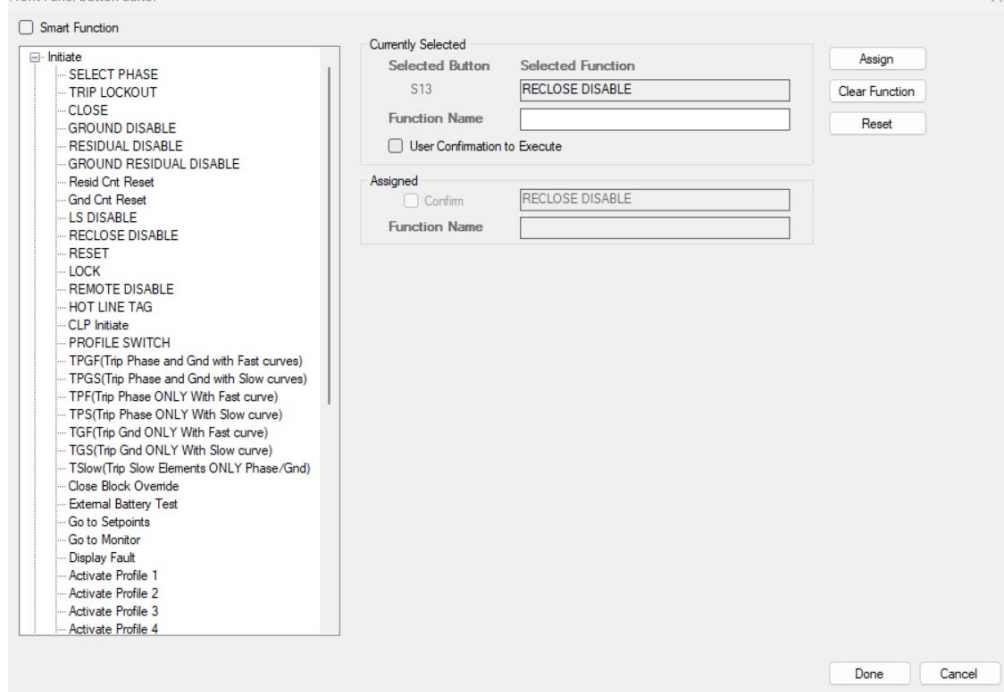 Smart Function
Initiate
SELECT PHASE
TRIP LOCKOUT
CLOSE
GROUND DISABLE
RESIDUAL DISABLE
GROUND RESIDUAL DISABLE
Resid Cnt Reset
Gnd Cnt Reset
LS DISABLE
RECLOSE DISABLE
RESET
LOCK
REMOTE DISABLE
HOT LINE TAG
CLP Initiate
PROFILE SWITCH
TPGF(Trip Phase and Gnd with Fast curves)
TPGS(Trip Phase and Gnd with Slow curves)
TPF(Trip Phase ONLY With Fast curve)
TPS(Trip Phase ONLY With Slow curve)
TGF(Trip Gnd ONLY With Fast curve)
TGS(Trip Gnd ONLY With Slow curve)
TSlow(Trip Slow Elements ONLY Phase/Gnd)
Close Block Override
External Battery Test
Go to Setpoints
Go to Monitor
Display Fault
Activate Profile 1
Activate Profile 2
Activate Profile 3
Activate Profile 4
Currently Selected
Selected Button Selected Function
S13 RECLOSE DISABLE
Function Name
User Confirmation to Execute
Assigned
Confirm RECLOSE DISABLE
Function Name
Assign
Clear Function
Reset
Done Cancel